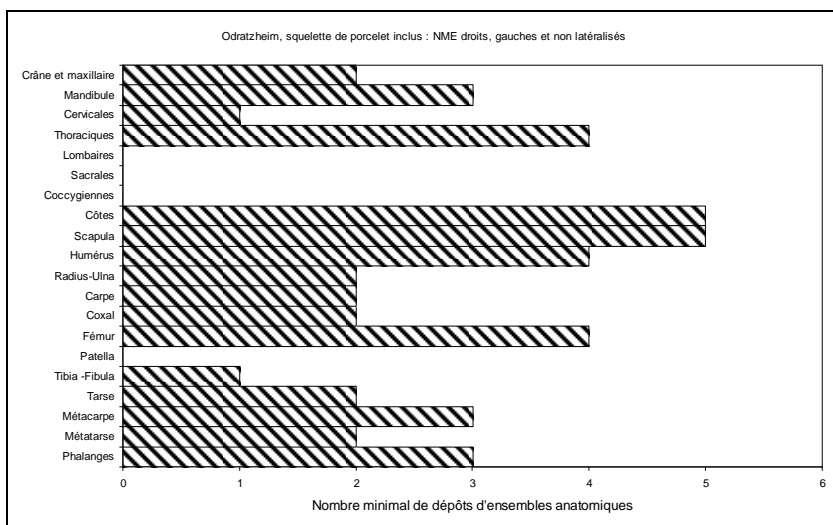 Odratzheim, squelette de porcelet inclus : NME droits, gauches et non latéralisés
Crâne et maxillaire
Mandibule
Cervicales
Thoraciques
Lombaires
Sacrales
Coccygiennes
Côtes
Scapula
Humérus
Radius-Ulna
Carpe
Coxal
Fémur
Patella
Tibia -Fibula
Tarse
Métacarpe
Métatarse
Phalanges
0 1 2 3 4 5 6
Nombre minimal de dépôts d'ensembles anatomiques